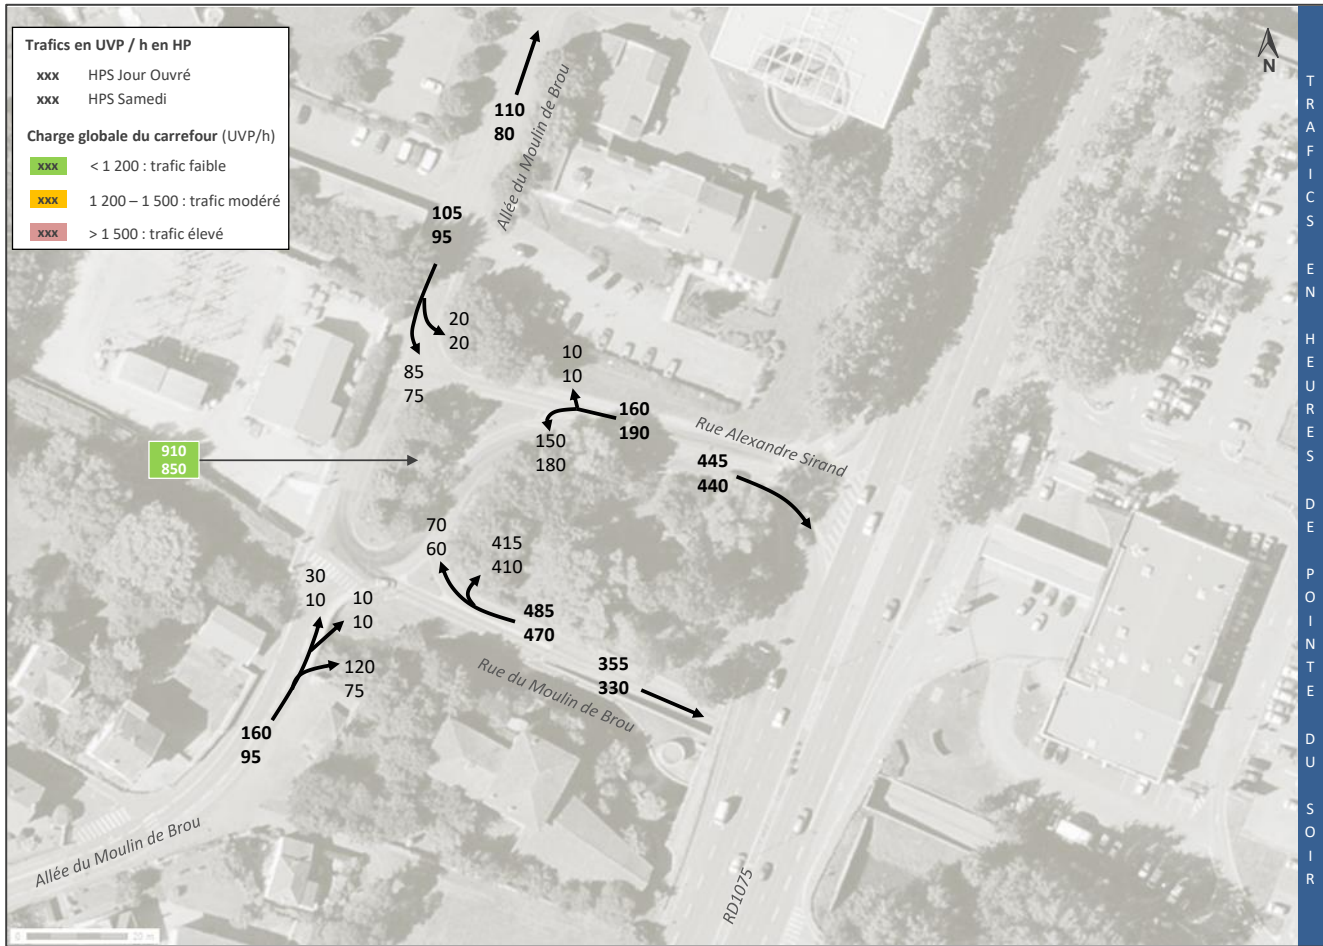 Trafics en UVP / h en HP
xxx HPS Jour Ouvré
xxx HPS Samedi
Charge globale du carrefour (UVP/h)
xxx < 1 200 : trafic faible
xxx 1 200 – 1 500 : trafic modéré
xxx > 1 500 : trafic élevé
N
TRAFICS EN HEURES DE POINTE DU SOIR
110
80
Allée du Moulin de Brou
105
95
20
20
85
75
10
10
160
190
150
180
Rue Alexandre Sirand
445
440
910
850
70
60
415
410
30
10
10
10
485
470
120
75
355
330
Rue du Moulin de Brou
160
95
Allée du Moulin de Brou
RD1075
0 20 m